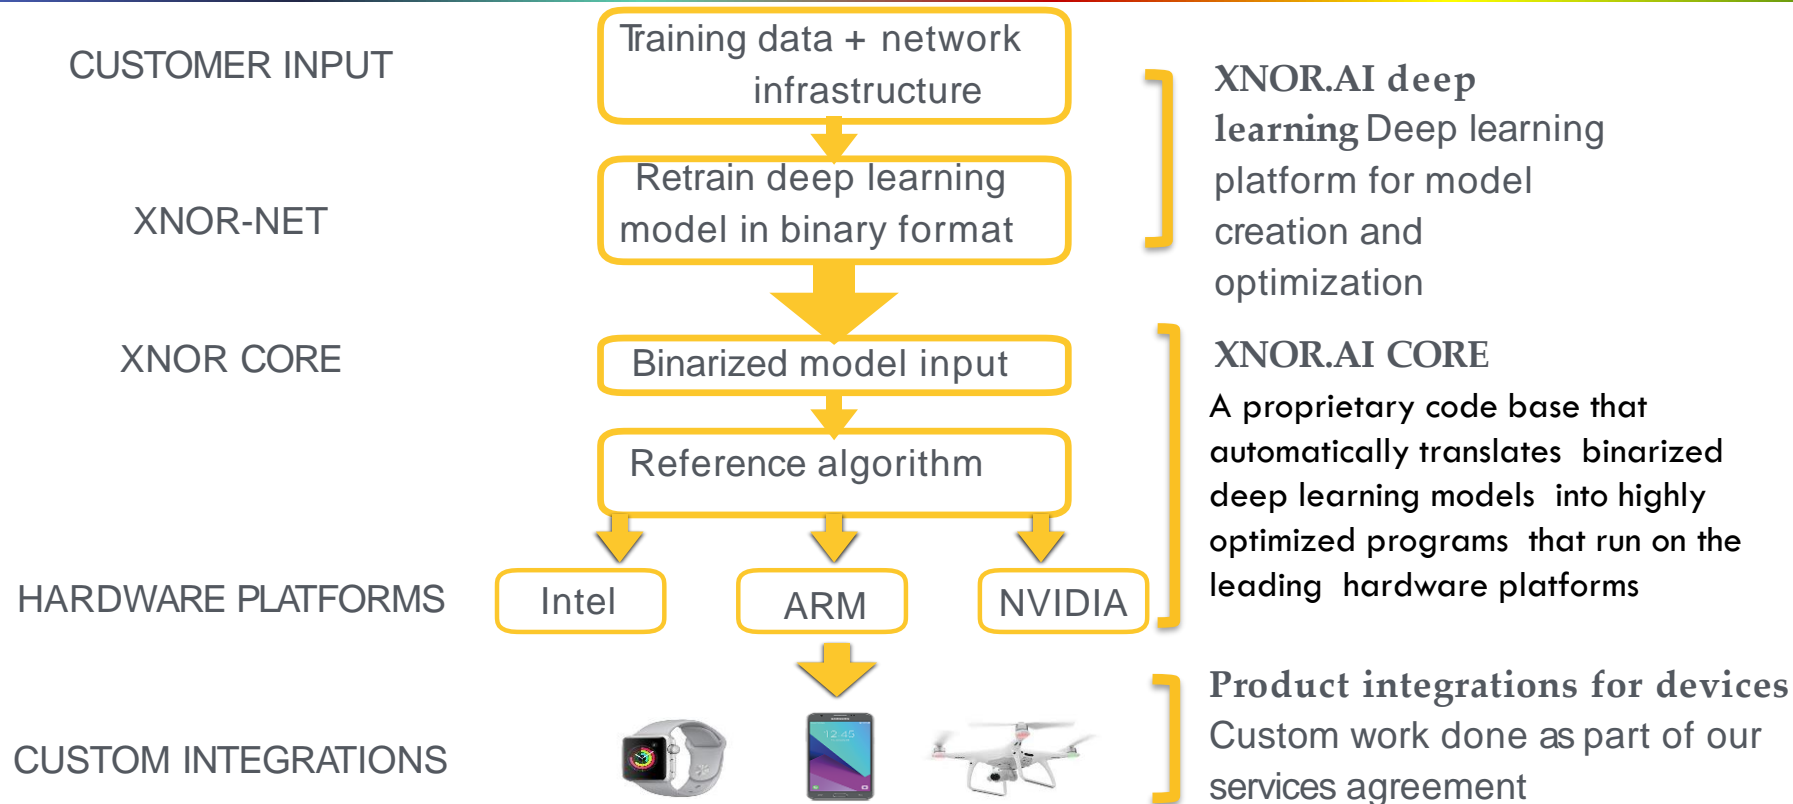 CUSTOMER INPUT
Training data + network
infrastructure
XNOR.AI deep
learning Deep learning
platform for model
creation and
optimization
XNOR-NET
Retrain deep learning
model in binary format
XNOR CORE
Binarized model input
Reference algorithm
XNOR.AI CORE
A proprietary code base that
automatically translates binarized
deep learning models into highly
optimized programs that run on the
leading hardware platforms
HARDWARE PLATFORMS
Intel
ARM
NVIDIA
CUSTOM INTEGRATIONS
12:45
Product integrations for devices
Custom work done as part of our
services agreement